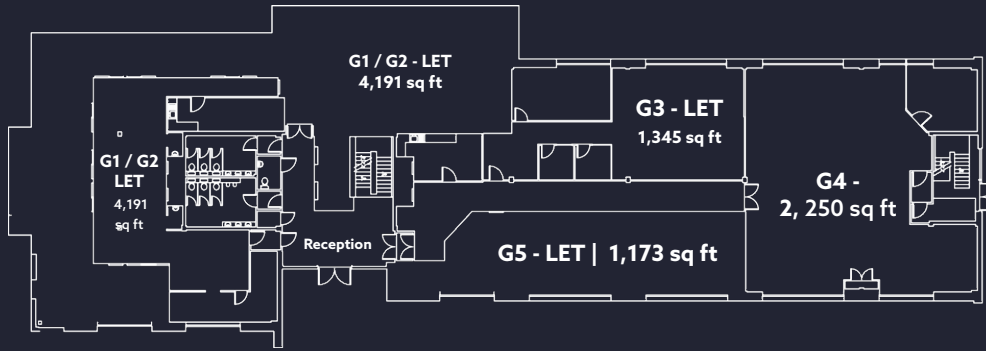 G1 / G2 - LET
4,191 sq ft
G3 - LET
1,345 sq ft
G1 / G2
LET
4,191
sq ft
G4 -
2, 250 sq ft
Reception
G5 - LET | 1,173 sq ft